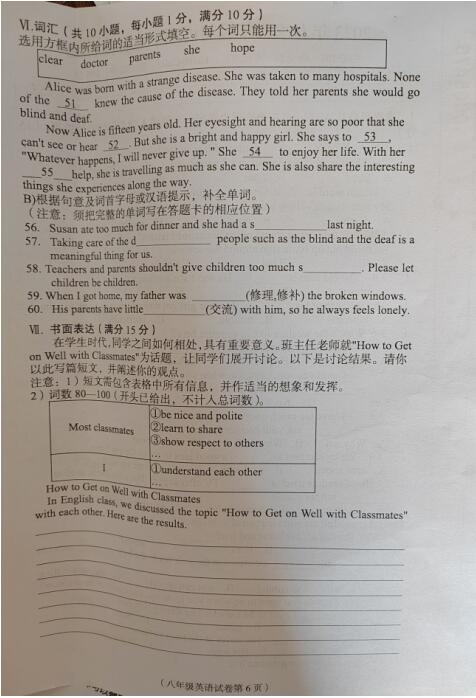 VI.词汇(共10小题,每小题1分,满分10分)
选用方框内所给词的适当形式填空。每个词只能用一次。
clear doctor parents she hope
Alice was born with a strange disease. She was taken to many hospitals. None
of the 51 knew the cause of the disease. They told her parents she would go
blind and deaf.
Now Alice is fifteen years old. Her eyesight and hearing are so poor that she
can't see or hear 52 . But she is a bright and happy girl. She says to 53 ,
"Whatever happens, I will never give up. " She 54 to enjoy her life. With her
55 help, she is travelling as much as she can. She is also share the interesting
things she experiences along the way.
B)根据句意及词首字母或汉语提示,补全单词。
(注意:须把完整的单词写在答题卡的相应位置)
56. Susan ate too much for dinner and she had a s____________last night.
57. Taking care of the d____________ people such as the blind and the deaf is a
meaningful thing for us.
58. Teachers and parents shouldn't give children too much s__________. Please let
children be children.
59. When I got home, my father was _________(修理,修补) the broken windows.
60. His parents have little__________(交流) with him, so he always feels lonely.
VII. 书面表达(满分15分)
在学生时代,同学之间如何相处,具有重要意义。班主任老师就"How to Get
on Well with Classmates"为话题,让同学们展开讨论。以下是讨论结果。请你
以此写篇短文,并阐述你的观点。
注意:1)短文需包含表格中所有信息,并作适当的想象和发挥。
2)词数80—100(开头已给出,不计入总词数)。
Most classmates
①be nice and polite
②learn to share
③show respect to others
…
I
①understand each other
…
How to Get on Well with Classmates
In English class, we discussed the topic "How to Get on Well with Classmates"
with each other. Here are the results.
(八年级英语试卷第6页)